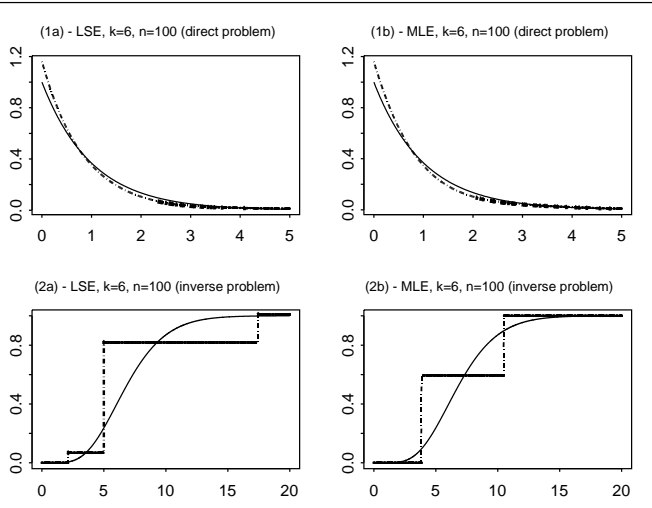 (1a) - LSE, k=6, n=100 (direct problem)
(1b) - MLE, k=6, n=100 (direct problem)
0.0 0.4 0.8 1.2
0 1 2 3 4 5
0.0 0.4 0.8 1.2
0 1 2 3 4 5
(2a) - LSE, k=6, n=100 (inverse problem)
(2b) - MLE, k=6, n=100 (inverse problem)
0.0 0.4 0.8
0 5 10 15 20
0.0 0.4 0.8
0 5 10 15 20